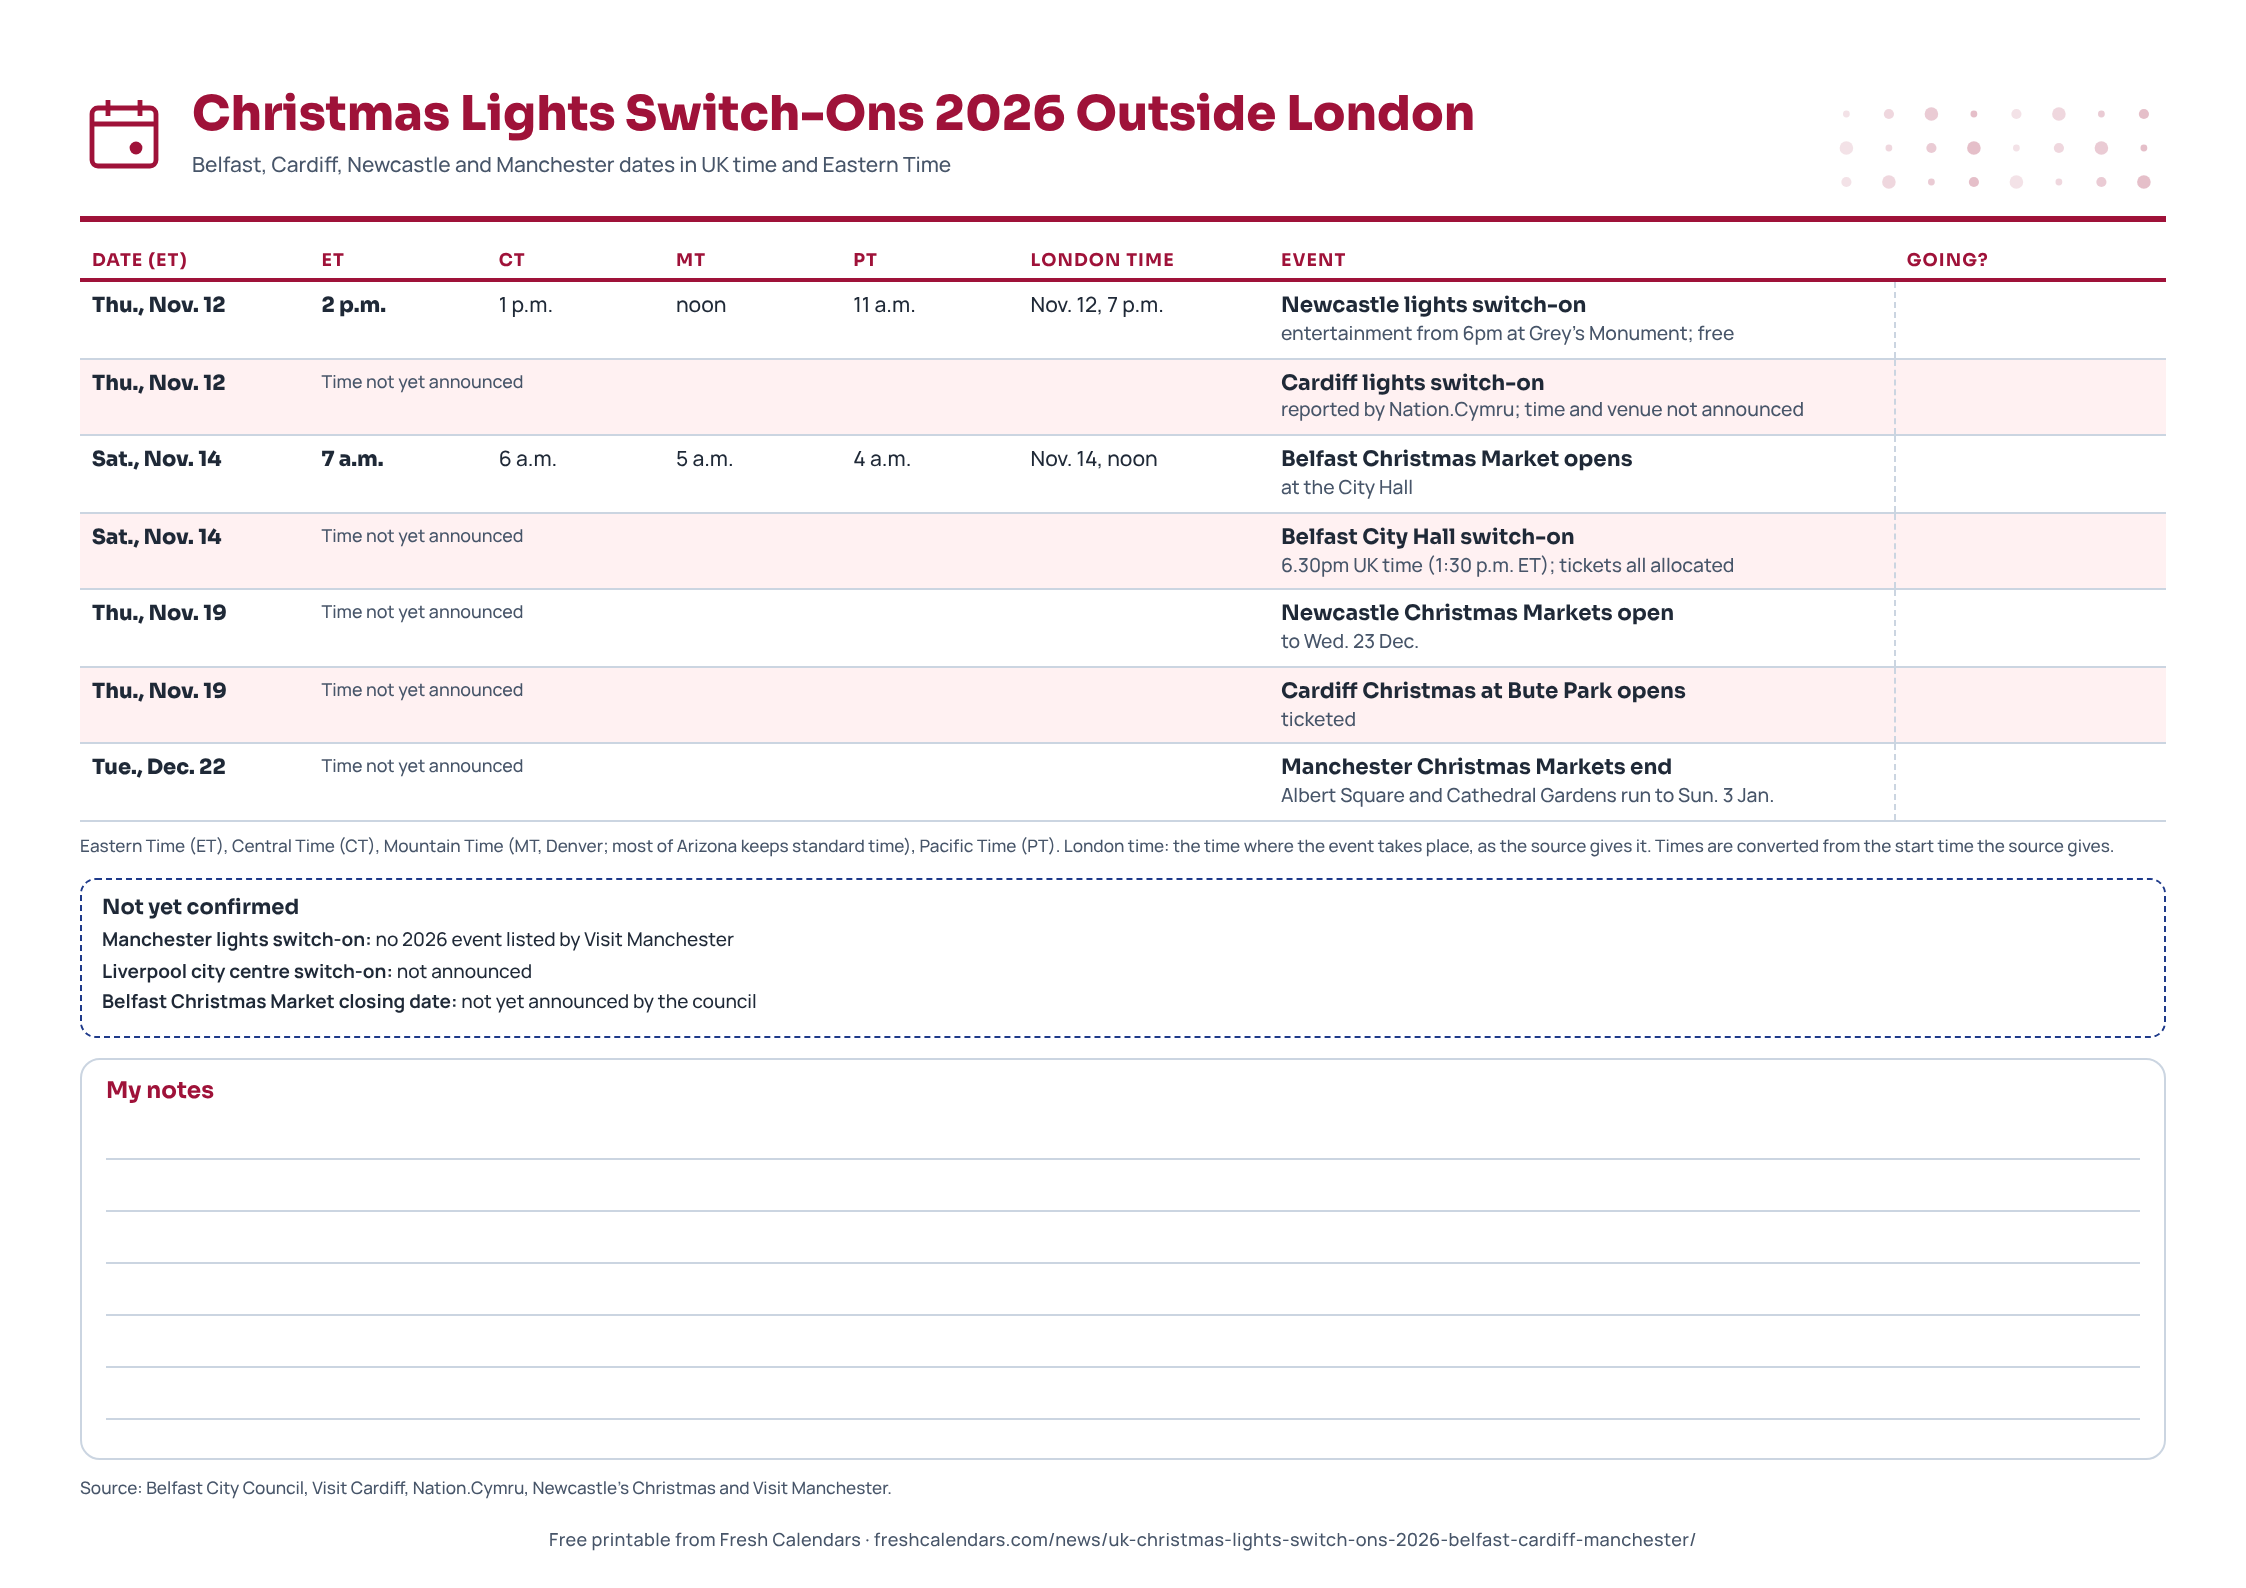 Christmas Lights Switch-Ons 2026 Outside London
Belfast, Cardiff, Newcastle and Manchester dates in UK time and Eastern Time
DATE (ET) ET CT MT PT LONDON TIME EVENT GOING?
Thu., Nov. 12 2 p.m. 1 p.m. noon 11 a.m. Nov. 12, 7 p.m. Newcastle lights switch-on
entertainment from 6pm at Grey's Monument; free
Thu., Nov. 12 Time not yet announced Cardiff lights switch-on
reported by Nation.Cymru; time and venue not announced
Sat., Nov. 14 7 a.m. 6 a.m. 5 a.m. 4 a.m. Nov. 14, noon Belfast Christmas Market opens
at the City Hall
Sat., Nov. 14 Time not yet announced Belfast City Hall switch-on
6.30pm UK time (1:30 p.m. ET); tickets all allocated
Thu., Nov. 19 Time not yet announced Newcastle Christmas Markets open
to Wed. 23 Dec.
Thu., Nov. 19 Time not yet announced Cardiff Christmas at Bute Park opens
ticketed
Tue., Dec. 22 Time not yet announced Manchester Christmas Markets end
Albert Square and Cathedral Gardens run to Sun. 3 Jan.
Eastern Time (ET), Central Time (CT), Mountain Time (MT, Denver; most of Arizona keeps standard time), Pacific Time (PT). London time: the time where the event takes place, as the source gives it. Times are converted from the start time the source gives.
Not yet confirmed
Manchester lights switch-on: no 2026 event listed by Visit Manchester
Liverpool city centre switch-on: not announced
Belfast Christmas Market closing date: not yet announced by the council
My notes
Source: Belfast City Council, Visit Cardiff, Nation.Cymru, Newcastle's Christmas and Visit Manchester.
Free printable from Fresh Calendars · freshcalendars.com/news/uk-christmas-lights-switch-ons-2026-belfast-cardiff-manchester/